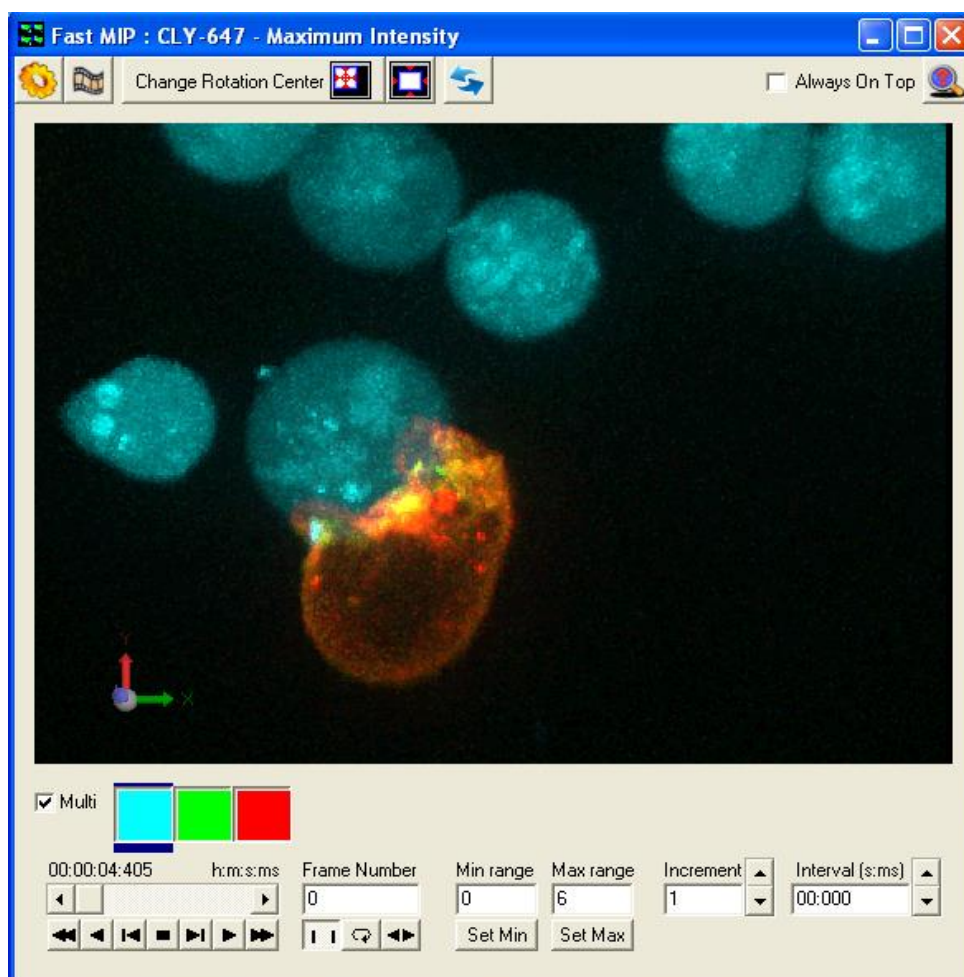 Fast MIP : CLY-647 - Maximum Intensity
Change Rotation Center
Always On Top
Y
X
Multi
00:00:04:405 h:m:s:ms Frame Number Min range Max range Increment Interval (s:ms)
0 0 6 1 00:000
Set Min Set Max